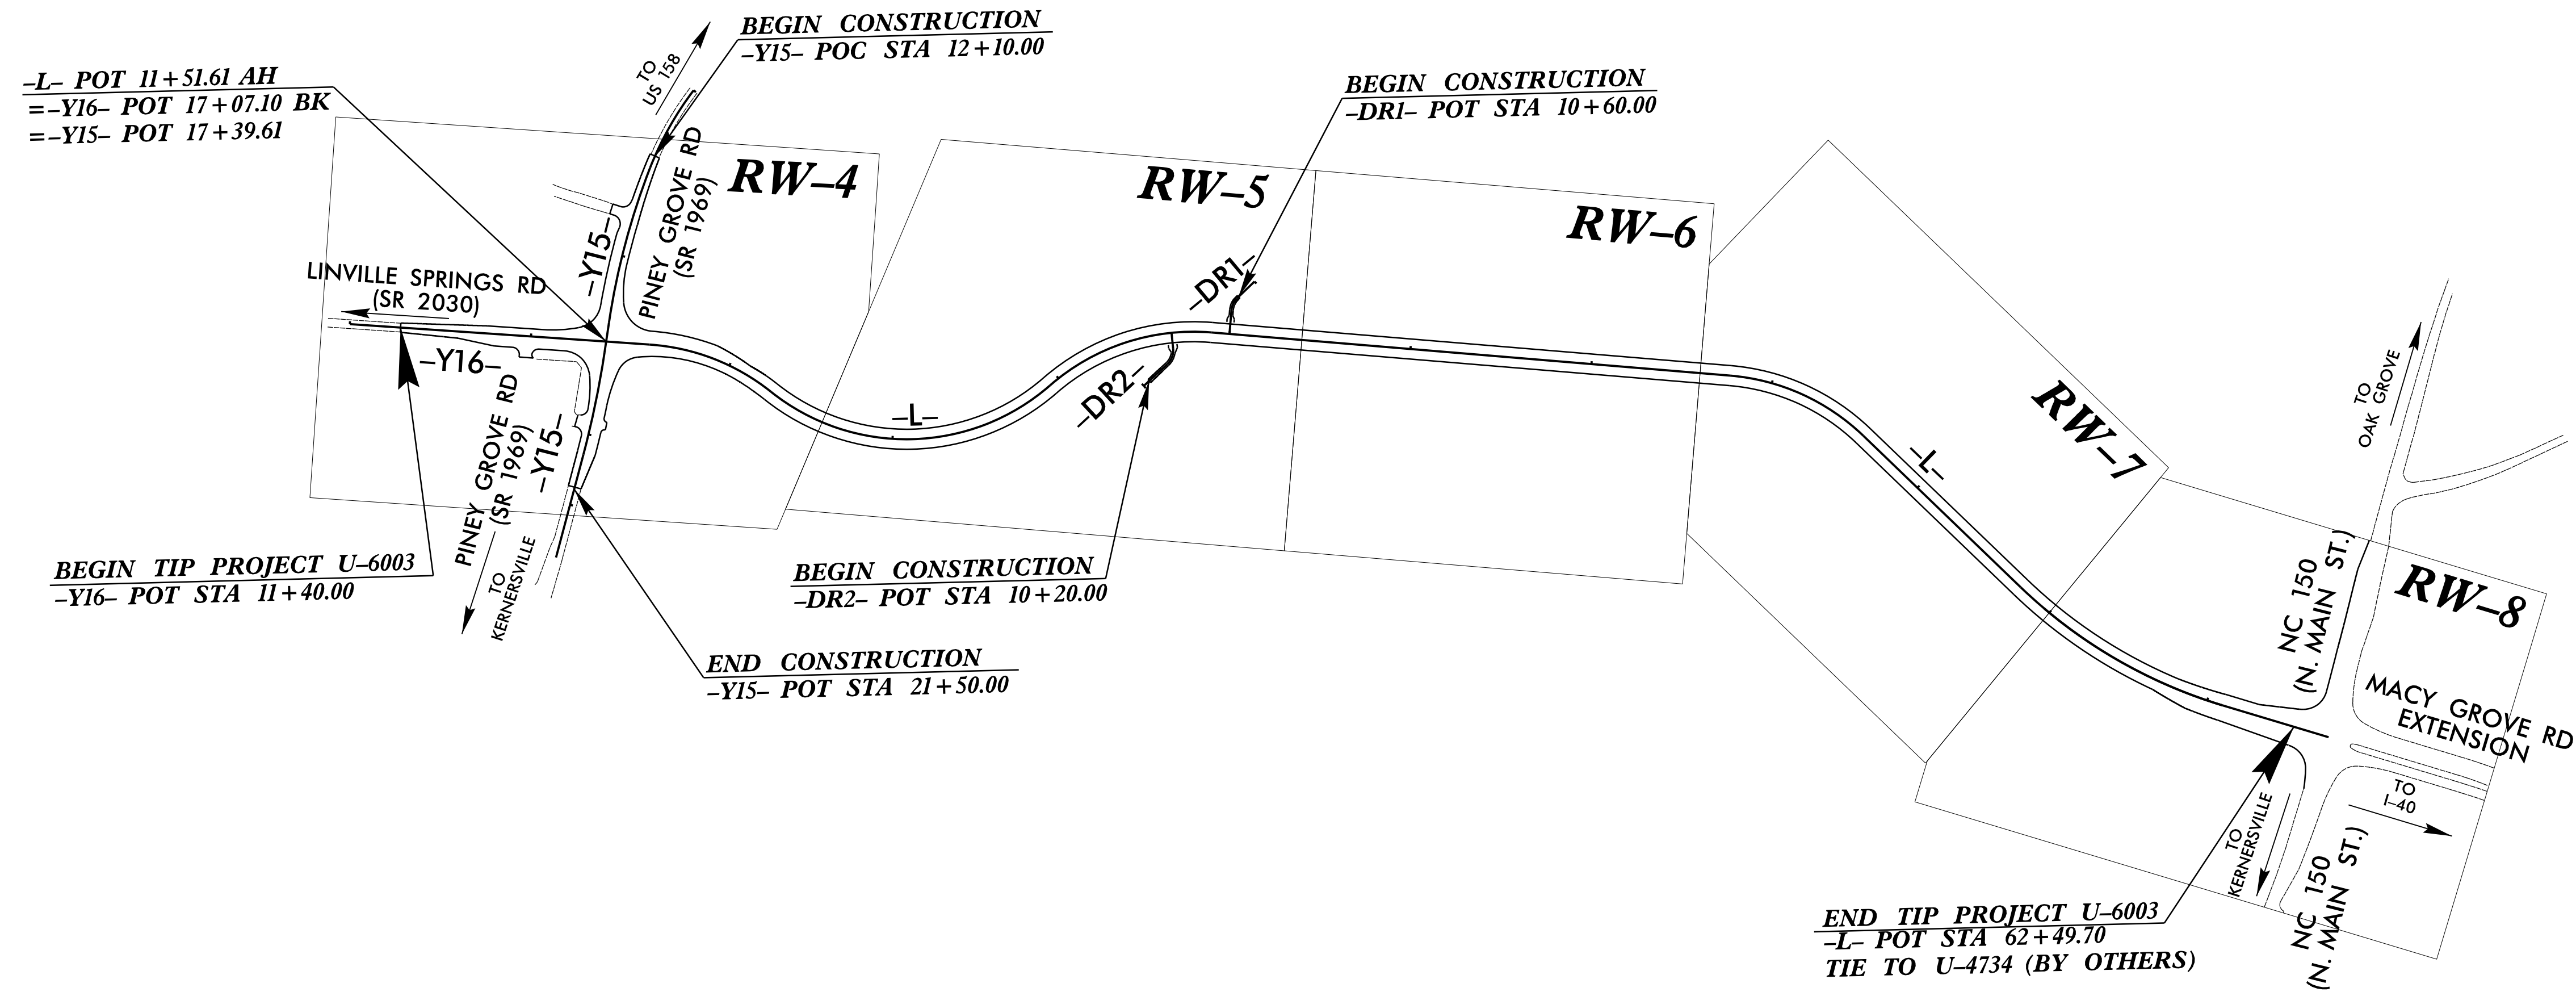 BEGIN CONSTRUCTION
–Y15– POC STA 12+10.00
TO
US 158
–L– POT 11+51.61 AH
=–Y16– POT 17+07.10 BK
=–Y15– POT 17+39.61
BEGIN CONSTRUCTION
–DR1– POT STA 10+60.00
RW–4
RW–5
RW–6
RW–7
RW–8
–Y15–
PINEY GROVE RD
(SR 1969)
LINVILLE SPRINGS RD
(SR 2030)
–Y16–
–DR1–
–DR2–
–L–
–L–
PINEY GROVE RD
(SR 1969)
–Y15–
TO
KERNERSVILLE
TO
OAK GROVE
BEGIN TIP PROJECT U–6003
–Y16– POT STA 11+40.00
BEGIN CONSTRUCTION
–DR2– POT STA 10+20.00
END CONSTRUCTION
–Y15– POT STA 21+50.00
NC 150
(N. MAIN ST.)
MACY GROVE RD
EXTENSION
TO
I–40
TO
KERNERSVILLE
NC 150
(N. MAIN ST.)
END TIP PROJECT U–6003
–L– POT STA 62+49.70
TIE TO U–4734 (BY OTHERS)